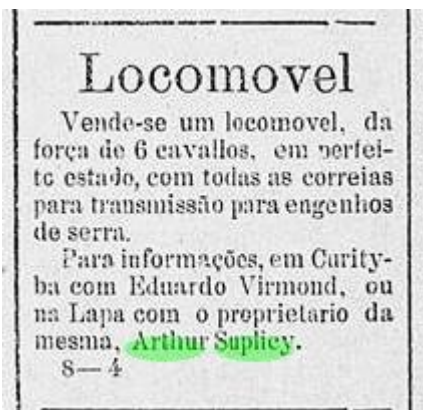 Locomovel
Vende-se um locomovel, da
força de 6 cavallos, em perfei-
to estado, com todas as correias
para transmissão para engenhos
de serra.
Para informações, em Curity-
ba com Eduardo Virmond, ou
na Lapa com o proprietario da
mesma, Arthur Suplicy.
8—4